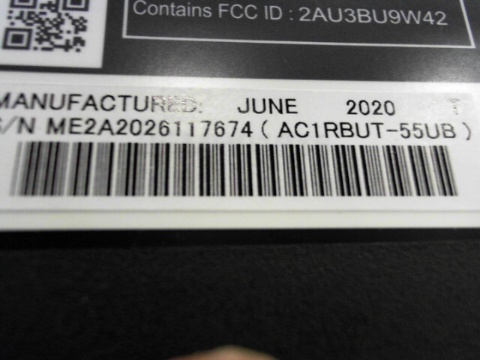 Contains FCC ID : 2AU3BU9W42
MANUFACTURED: JUNE 2020 T
S/N ME2A2026117674 ( AC1RBUT-55UB )